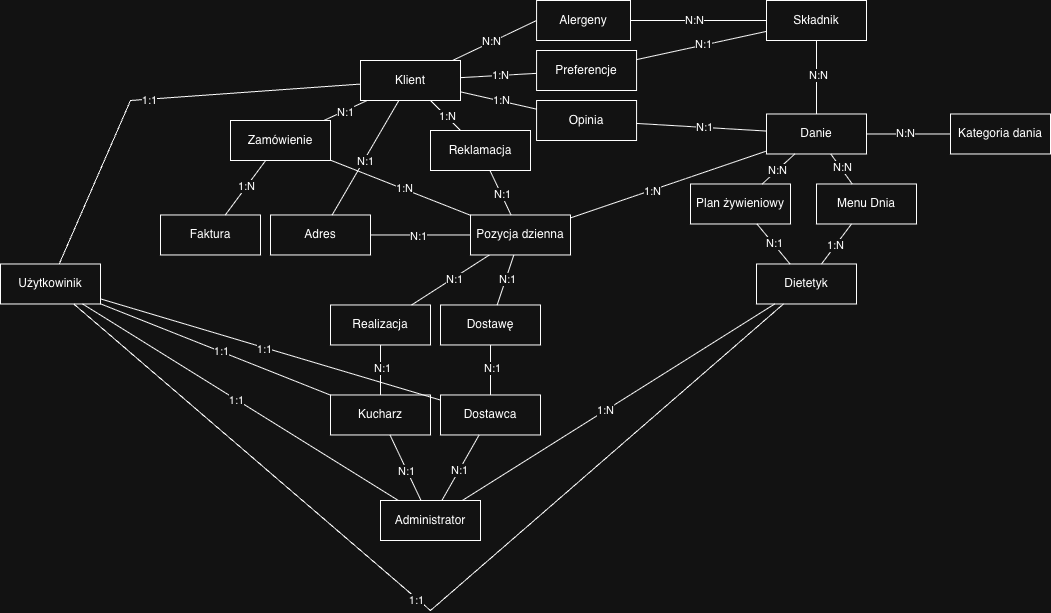 Alergeny
N:N
Składnik
N:N
N:1
Klient
1:N
Preferencje
N:N
1:1
1:N
N:1
1:N
Opinia
N:1
Danie
N:N
Kategoria dania
Zamówienie
Reklamacja
N:1
N:N
N:N
1:N
1:N
N:1
1:N
Plan żywieniowy
Menu Dnia
Faktura
Adres
N:1
Pozycja dzienna
N:1
1:N
Użytkowinik
N:1
N:1
Dietetyk
Realizacja
Dostawę
1:1
1:1
N:1
N:1
1:1
Kucharz
Dostawca
1:N
N:1
N:1
Administrator
1:1